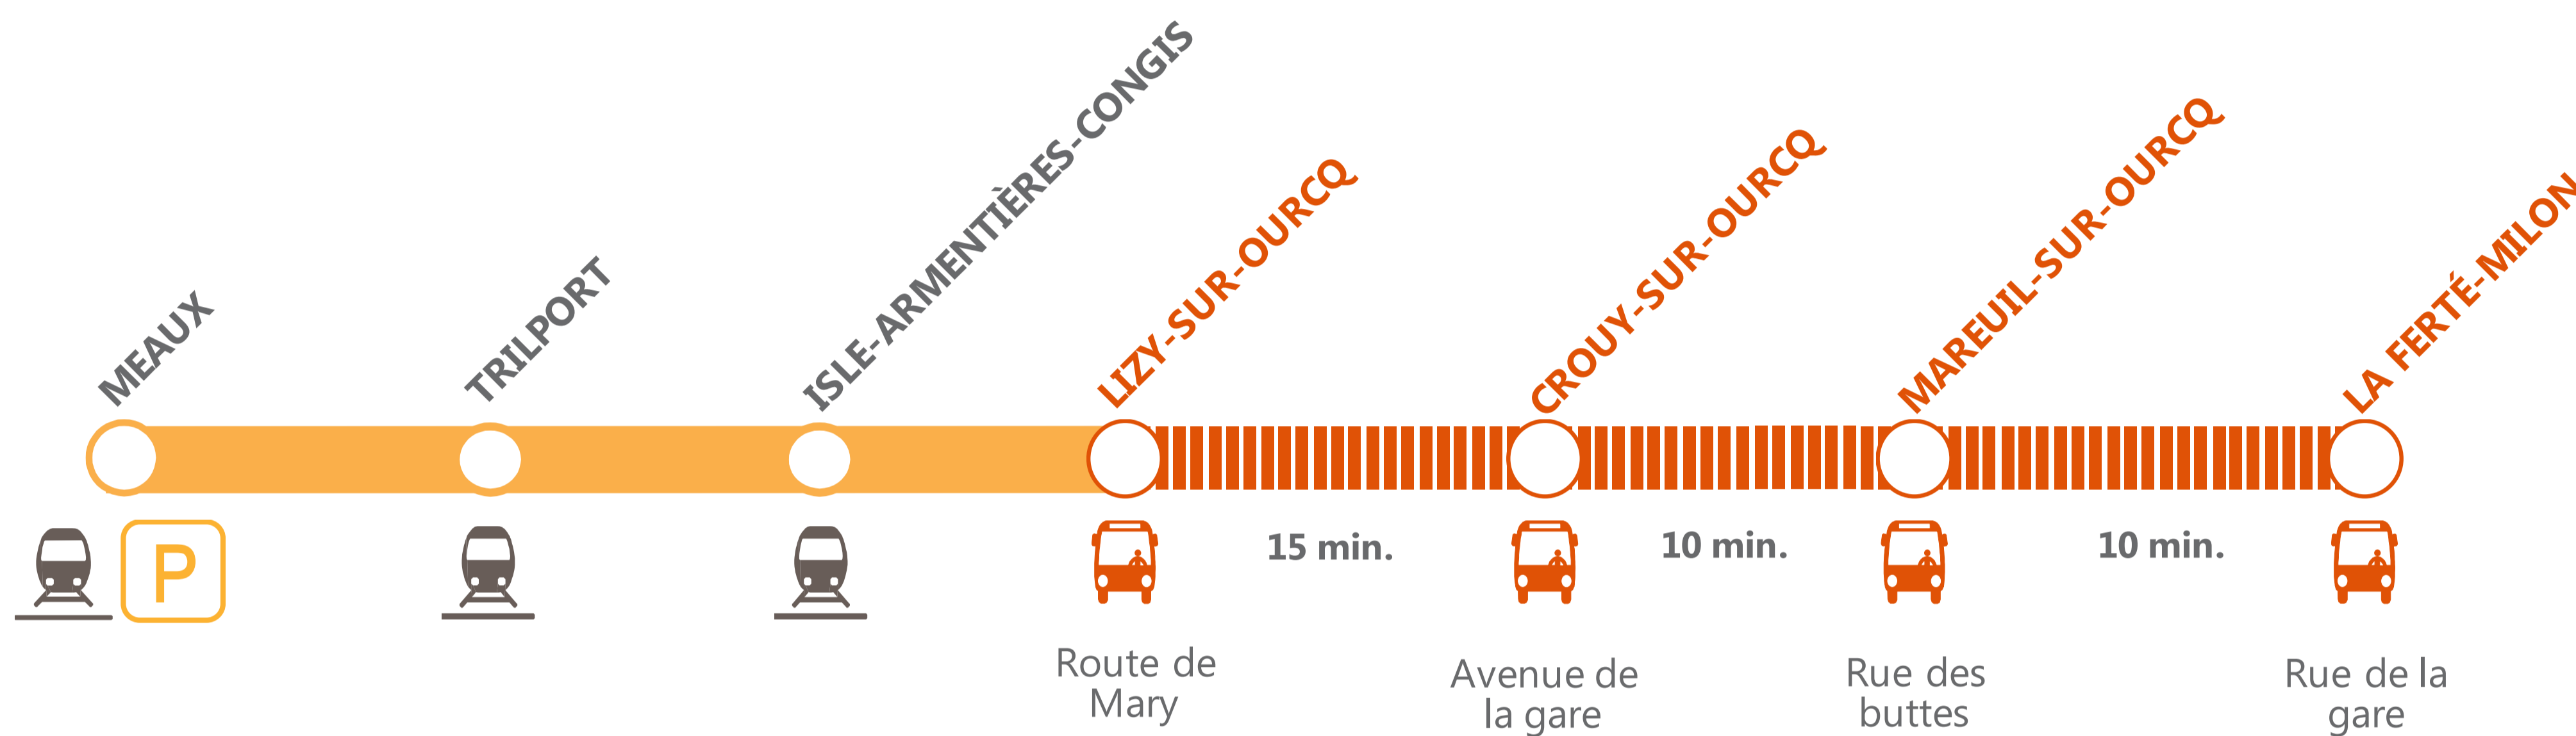 MEAUX
TRILPORT
ISLE-ARMENTIÈRES-CONGIS
LIZY-SUR-OURCQ
CROUY-SUR-OURCQ
MAREUIL-SUR-OURCQ
LA FERTÉ-MILON
P
15 min.
10 min.
10 min.
Route de
Mary
Avenue de
la gare
Rue des
buttes
Rue de la
gare